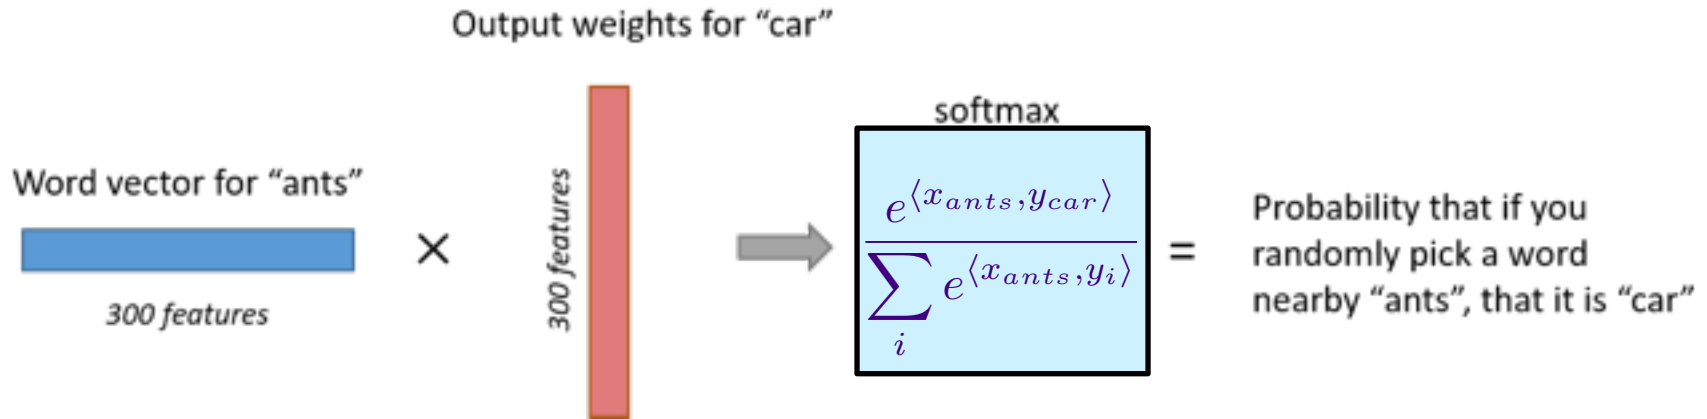 Output weights for “car”
softmax
Word vector for “ants”
300 features
×
300 features
e^{⟨x_{ants}, y_{car}⟩}
∑_i e^{⟨x_{ants}, y_i⟩}
=
Probability that if you
randomly pick a word
nearby “ants”, that it is “car”